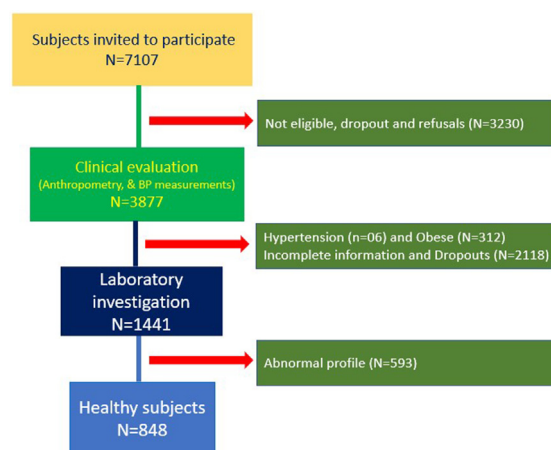 Subjects invited to participate
N=7107
Not eligible, dropout and refusals (N=3230)
Clinical evaluation
(Anthropometry, & BP measurements)
N=3877
Hypertension (n=06) and Obese (N=312)
Incomplete information and Dropouts (N=2118)
Laboratory
investigation
N=1441
Abnormal profile (N=593)
Healthy subjects
N=848